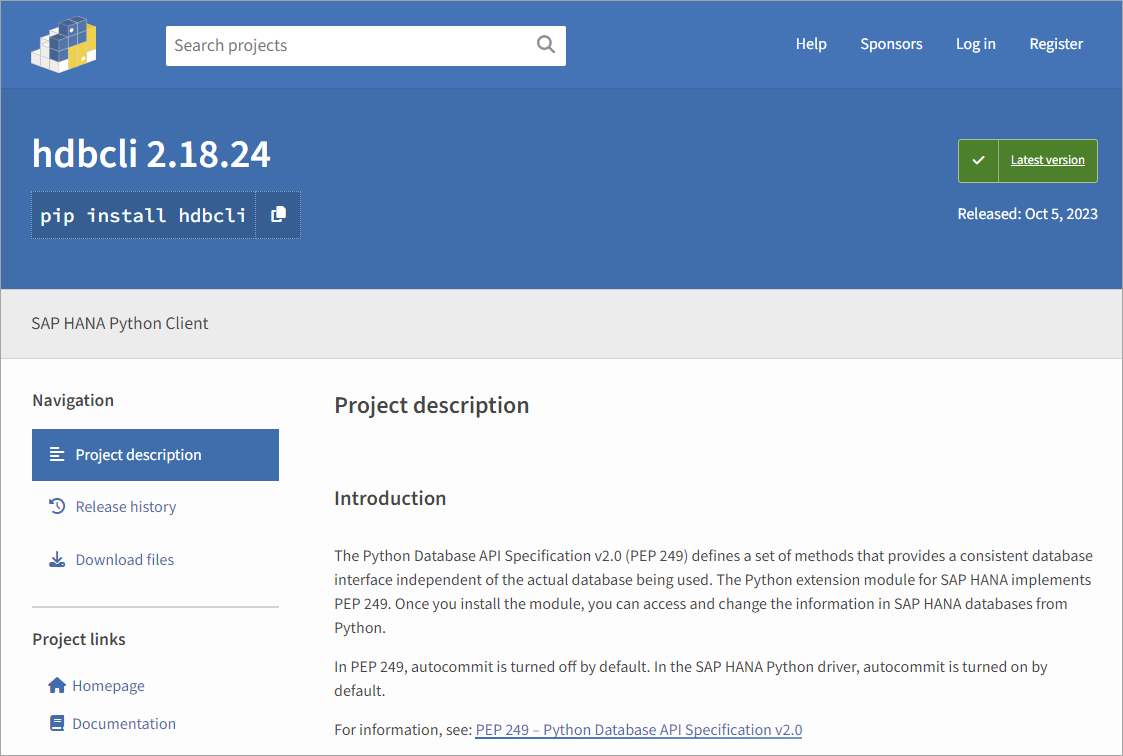 Search projects
Help
Sponsors
Log in
Register
hdbcli 2.18.24
pip install hdbcli
Latest version
Released: Oct 5, 2023
SAP HANA Python Client
Navigation
Project description
Release history
Download files
Project links
Homepage
Documentation
Project description
Introduction
The Python Database API Specification v2.0 (PEP 249) defines a set of methods that provides a consistent database
interface independent of the actual database being used. The Python extension module for SAP HANA implements
PEP 249. Once you install the module, you can access and change the information in SAP HANA databases from
Python.
In PEP 249, autocommit is turned off by default. In the SAP HANA Python driver, autocommit is turned on by
default.
For information, see: PEP 249 – Python Database API Specification v2.0